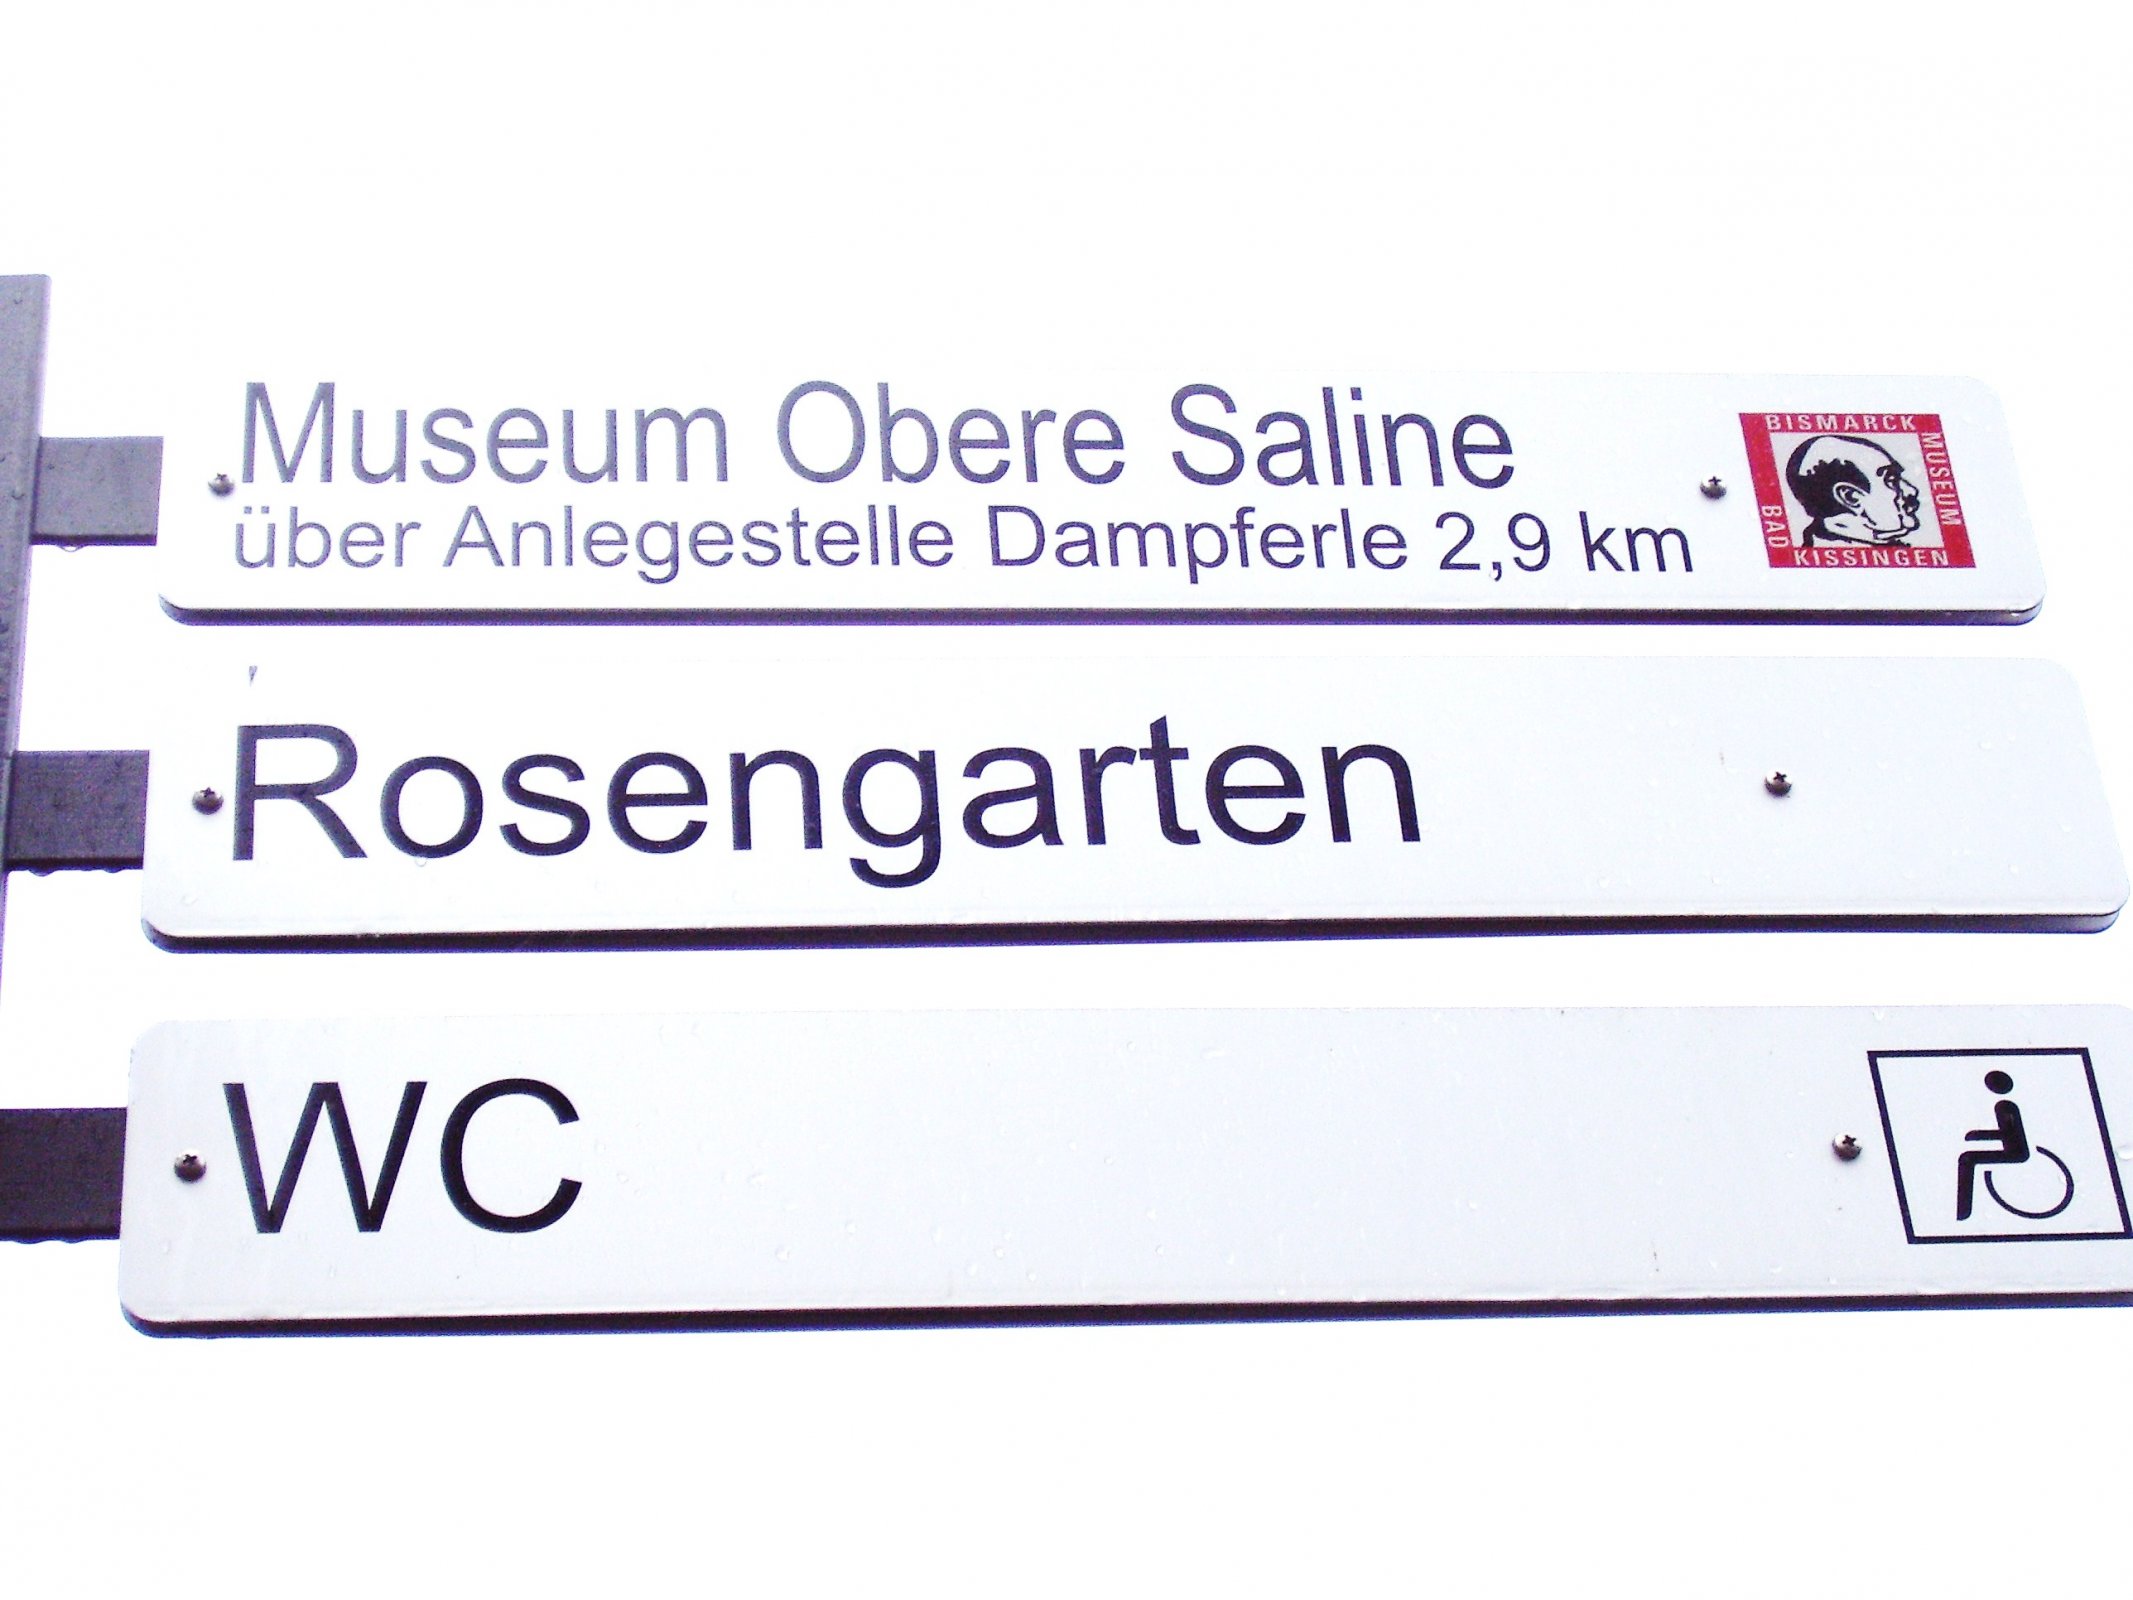 Museum Obere Saline
über Anlegestelle Dampferle 2,9 km
BISMARCK
MUSEUM
BAD
KISSINGEN
Rosengarten
WC